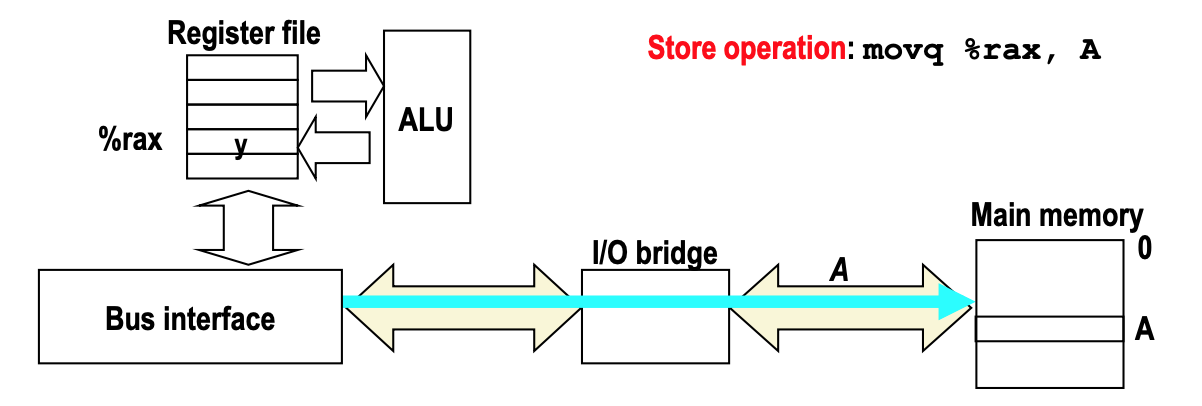 Register file
Store operation: movq %rax, A
ALU
%rax
y
Main memory
0
I/O bridge
A
Bus interface
A